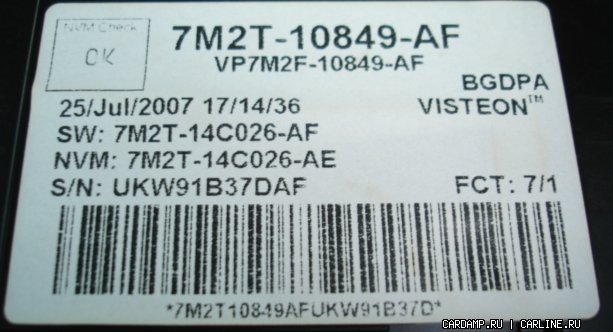 NVM Check
OK
7M2T-10849-AF
VP7M2F-10849-AF
BGDPA
25/Jul/2007 17/14/36 VISTEON™
SW: 7M2T-14C026-AF
NVM: 7M2T-14C026-AE
S/N: UKW91B37DAF FCT: 7/1
*7M2T10849AFUKW91B37D*
CARDAMP.RU | CARLINE.RU